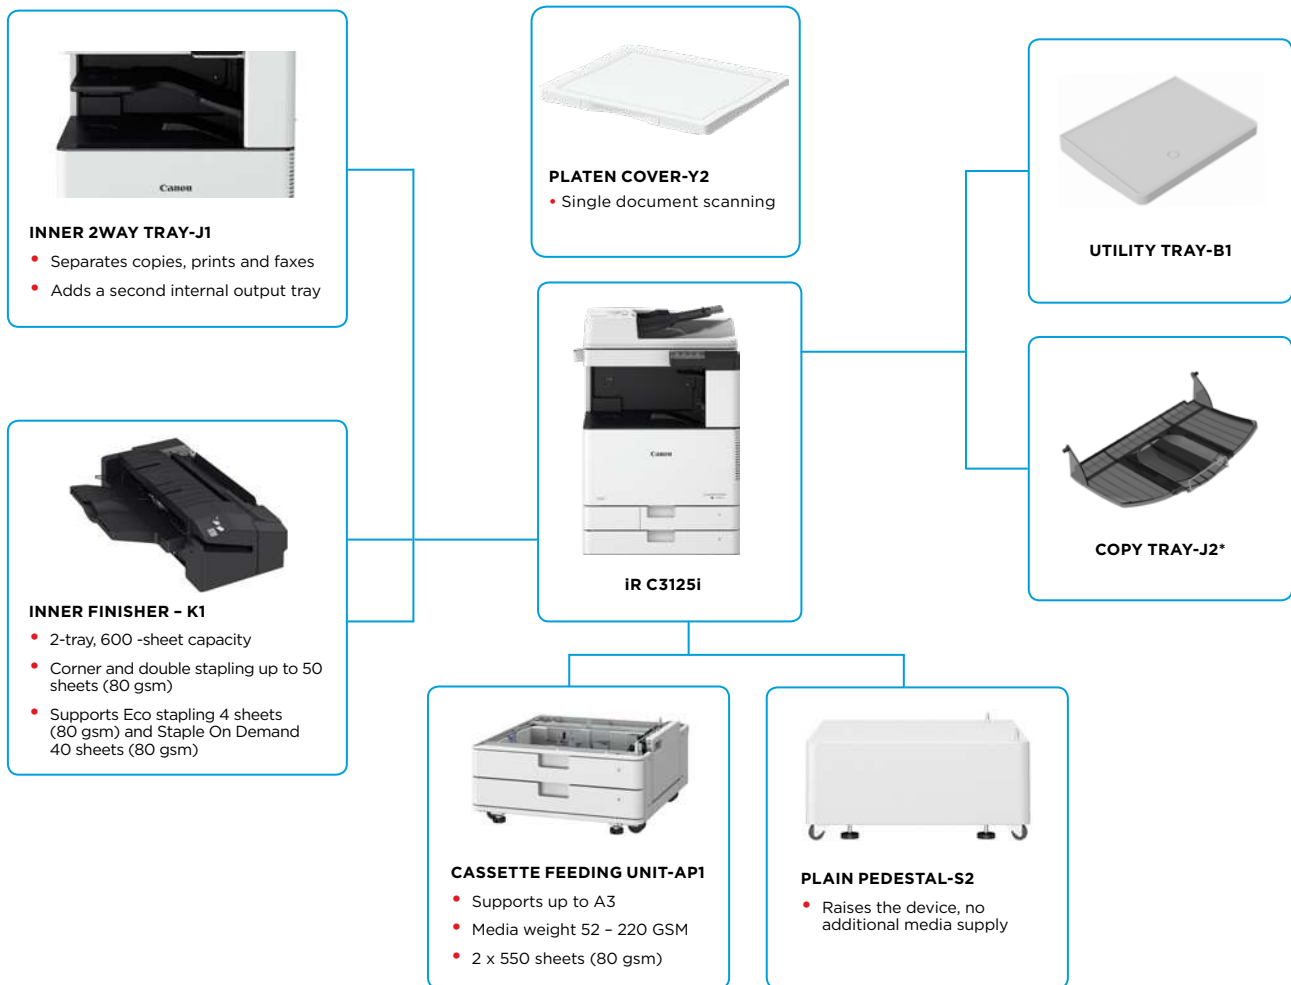 Canon
INNER 2WAY TRAY-J1
• Separates copies, prints and faxes
• Adds a second internal output tray
PLATEN COVER-Y2
• Single document scanning
UTILITY TRAY-B1
Canon
iR C3125i
COPY TRAY-J2*
INNER FINISHER – K1
• 2-tray, 600 -sheet capacity
• Corner and double stapling up to 50
sheets (80 gsm)
• Supports Eco stapling 4 sheets
(80 gsm) and Staple On Demand
40 sheets (80 gsm)
CASSETTE FEEDING UNIT-AP1
• Supports up to A3
• Media weight 52 – 220 GSM
• 2 x 550 sheets (80 gsm)
PLAIN PEDESTAL-S2
• Raises the device, no
additional media supply